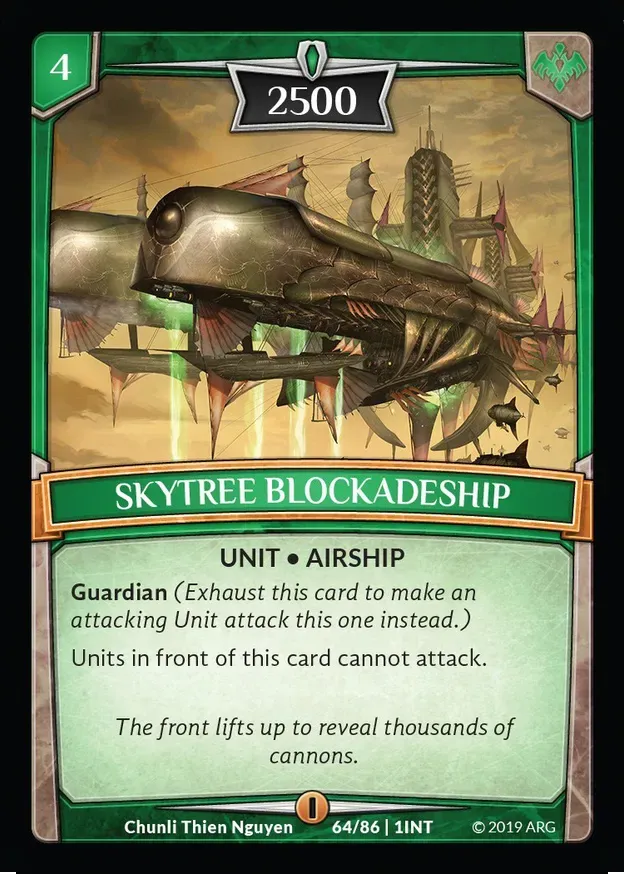 4
2500
SKYTREE BLOCKADESHIP
UNIT • AIRSHIP
Guardian (Exhaust this card to make an
attacking Unit attack this one instead.)
Units in front of this card cannot attack.
The front lifts up to reveal thousands of
cannons.
I
Chunli Thien Nguyen 64/86 | 1INT © 2019 ARG